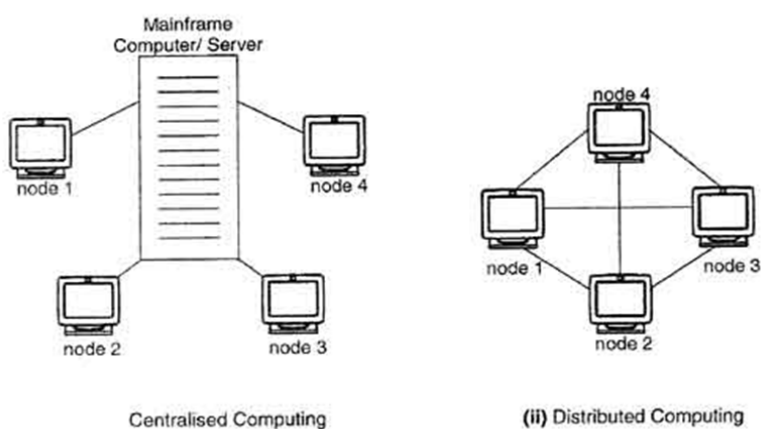 Mainframe
Computer/ Server
node 1
node 4
node 2
node 3
Centralised Computing
node 4
node 1
node 3
node 2
(ii) Distributed Computing